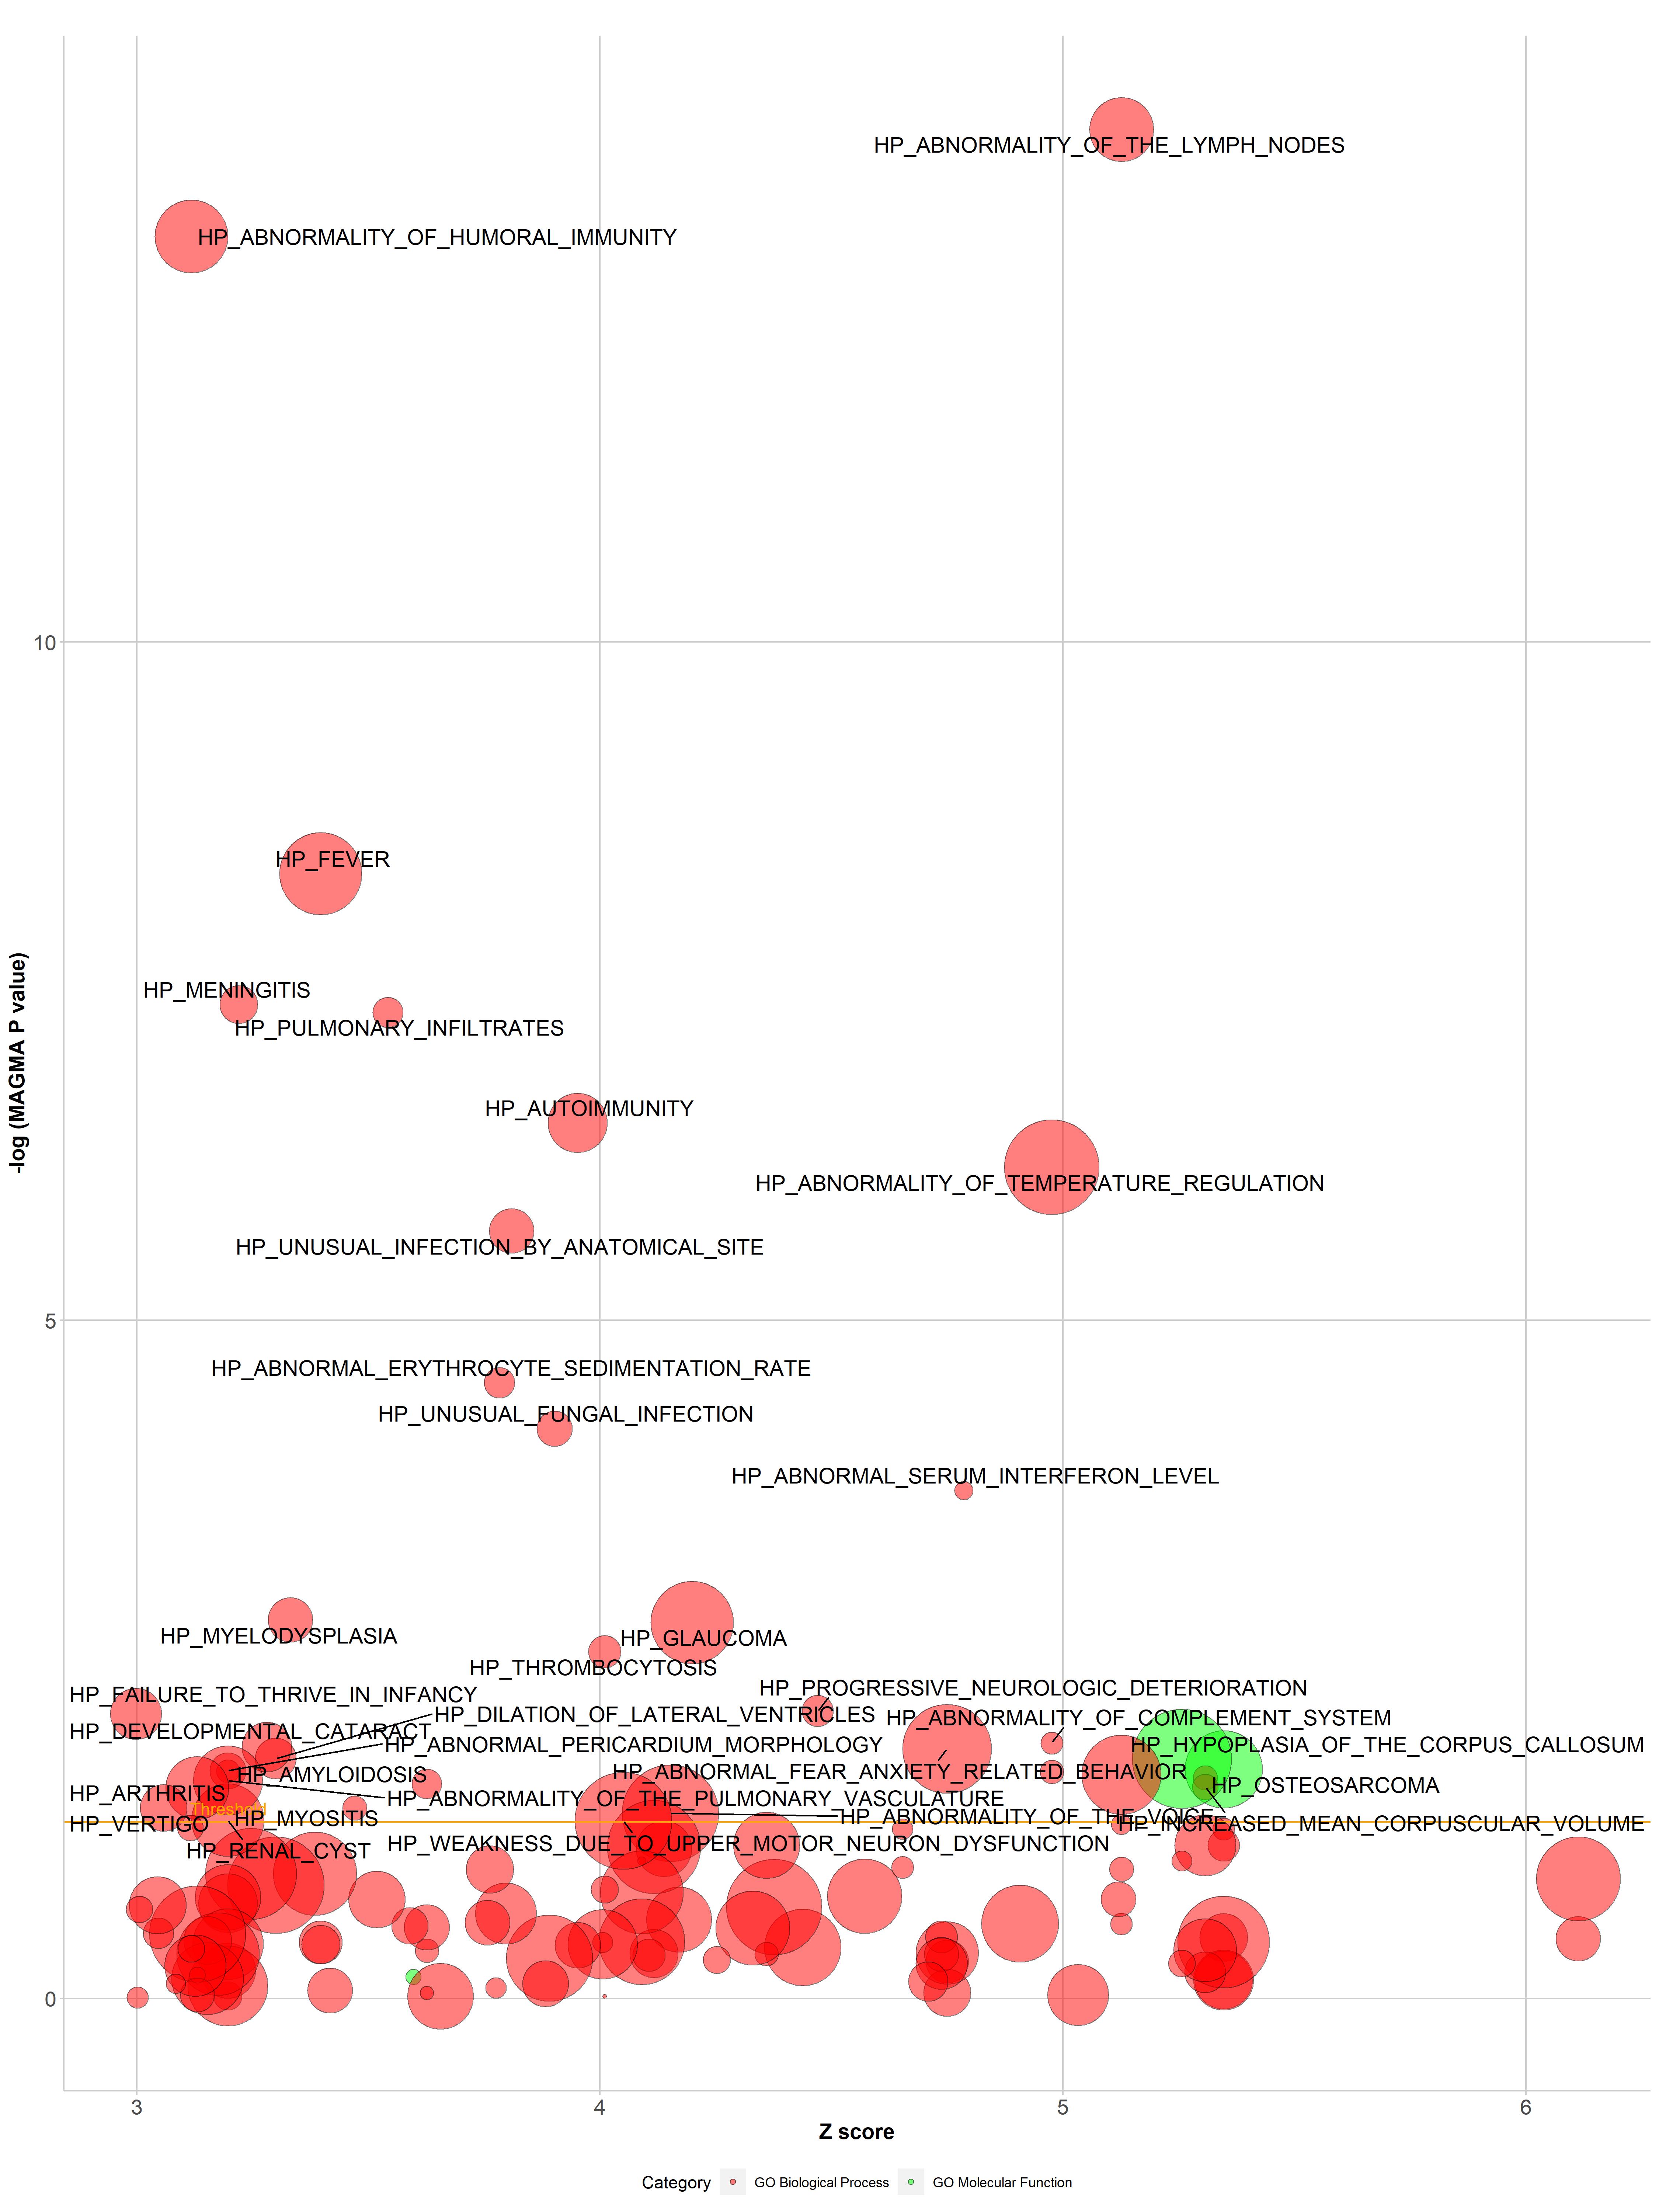 HP_ABNORMALITY_OF_THE_LYMPH_NODES
HP_ABNORMALITY_OF_HUMORAL_IMMUNITY
10
HP_FEVER
-log (MAGMA P value)
HP_MENINGITIS
HP_PULMONARY_INFILTRATES
HP_AUTOIMMUNITY
HP_ABNORMALITY_OF_TEMPERATURE_REGULATION
HP_UNUSUAL_INFECTION_BY_ANATOMICAL_SITE
5
HP_ABNORMAL_ERYTHROCYTE_SEDIMENTATION_RATE
HP_UNUSUAL_FUNGAL_INFECTION
HP_ABNORMAL_SERUM_INTERFERON_LEVEL
HP_MYELODYSPLASIA
HP_GLAUCOMA
HP_THROMBOCYTOSIS
HP_PROGRESSIVE_NEUROLOGIC_DETERIORATION
HP_FAILURE_TO_THRIVE_IN_INFANCY
HP_DILATION_OF_LATERAL_VENTRICLES
HP_ABNORMALITY_OF_COMPLEMENT_SYSTEM
HP_DEVELOPMENTAL_CATARACT
HP_ABNORMAL_PERICARDIUM_MORPHOLOGY
HP_HYPOPLASIA_OF_THE_CORPUS_CALLOSUM
HP_AMYLOIDOSIS
HP_ABNORMAL_FEAR_ANXIETY_RELATED_BEHAVIOR
HP_OSTEOSARCOMA
HP_ARTHRITIS
HP_ABNORMALITY_OF_THE_PULMONARY_VASCULATURE
Threshold
HP_VERTIGO
HP_MYOSITIS
HP_ABNORMALITY_OF_THE_VOICE
HP_INCREASED_MEAN_CORPUSCULAR_VOLUME
HP_WEAKNESS_DUE_TO_UPPER_MOTOR_NEURON_DYSFUNCTION
HP_RENAL_CYST
0
3
4
5
6
Z score
Category
GO Biological Process
GO Molecular Function